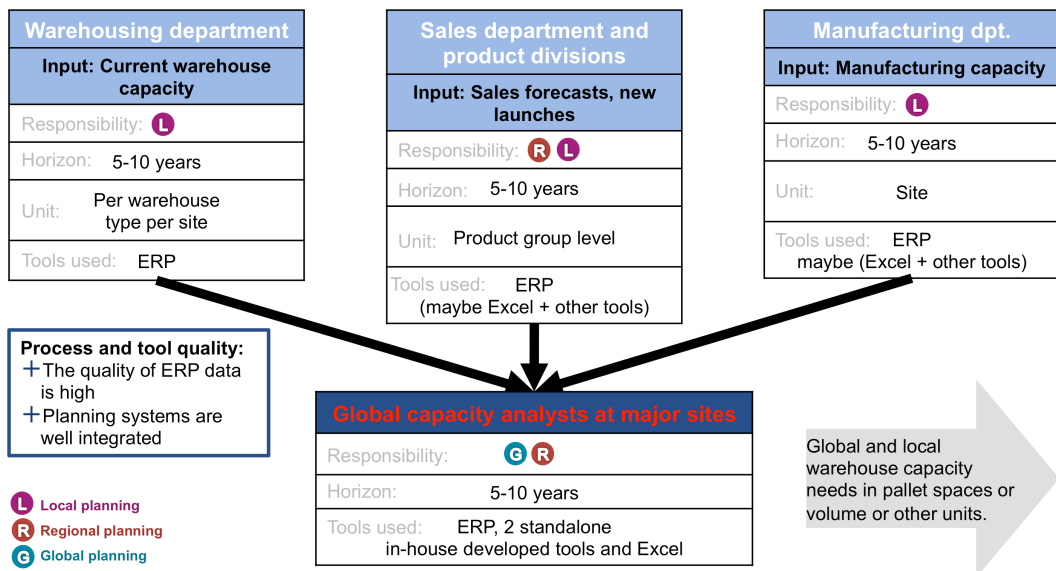 Warehousing department
Input: Current warehouse
capacity
Responsibility: L
Horizon: 5-10 years
Unit: Per warehouse
type per site
Tools used: ERP
Sales department and
product divisions
Input: Sales forecasts, new
launches
Responsibility: R L
Horizon: 5-10 years
Unit: Product group level
Tools used: ERP
(maybe Excel + other tools)
Manufacturing dpt.
Input: Manufacturing capacity
Responsibility: L
Horizon: 5-10 years
Unit: Site
Tools used: ERP
maybe (Excel + other tools)
Process and tool quality:
+The quality of ERP data
is high
+Planning systems are
well integrated
Global capacity analysts at major sites
Responsibility: G R
Horizon: 5-10 years
Tools used: ERP, 2 standalone
in-house developed tools and Excel
Global and local
warehouse capacity
needs in pallet spaces or
volume or other units.
L Local planning
R Regional planning
G Global planning